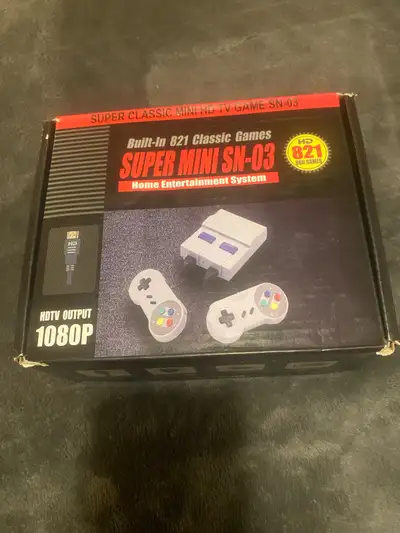 SUPER CLASSIC MINI HD TV GAME SN-03
Built-in 821 Classic Games
SUPER MINI SN-03
Home Entertainment System
HD
821
HD
HDTV OUTPUT
1080P